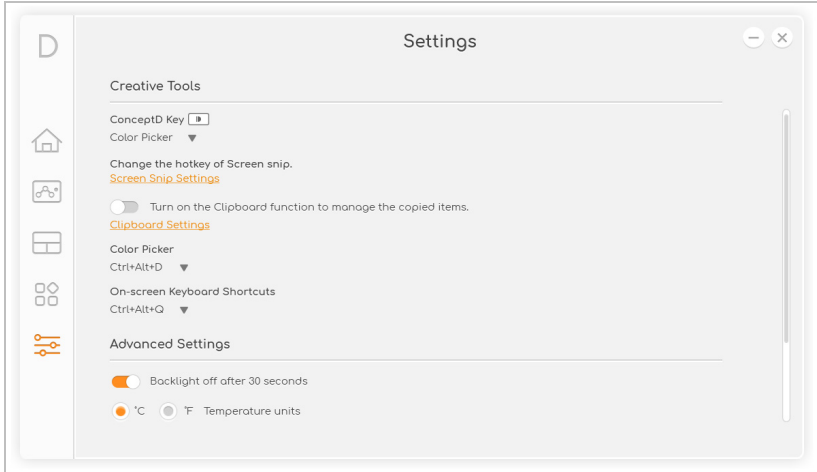 D
Settings
Creative Tools
ConceptD Key
Color Picker
Change the hotkey of Screen snip.
Screen Snip Settings
Turn on the Clipboard function to manage the copied items.
Clipboard Settings
Color Picker
Ctrl+Alt+D
On-screen Keyboard Shortcuts
Ctrl+Alt+Q
Advanced Settings
Backlight off after 30 seconds
°C °F Temperature units